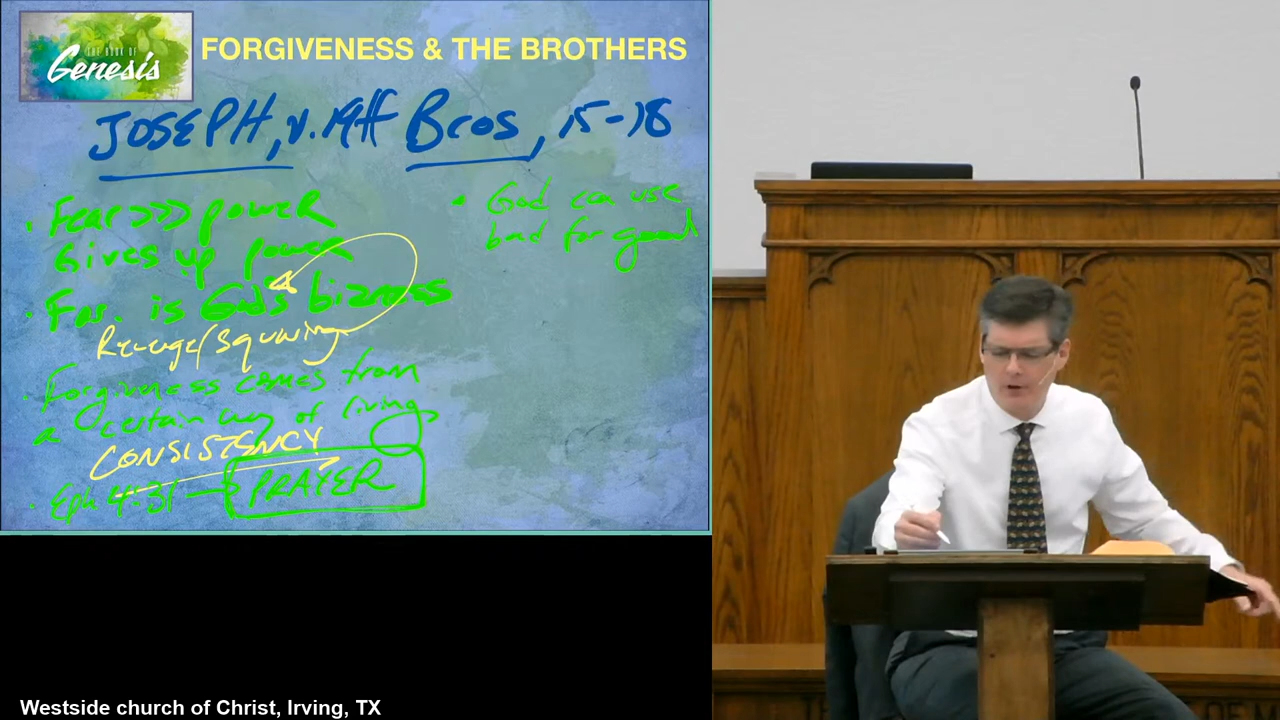 THE BOOK OF
Genesis
FORGIVENESS & THE BROTHERS
JOSEPH, v.19ff Bros, 15-18
• Fear >>> power
Gives up power
• For. is God's bizness
Revenge/squaring
• Forgiveness comes from
a certain way of living,
CONSISTENCY
• Eph 4:31 → PRAYER
• God can use
bad for good
Westside church of Christ, Irving, TX